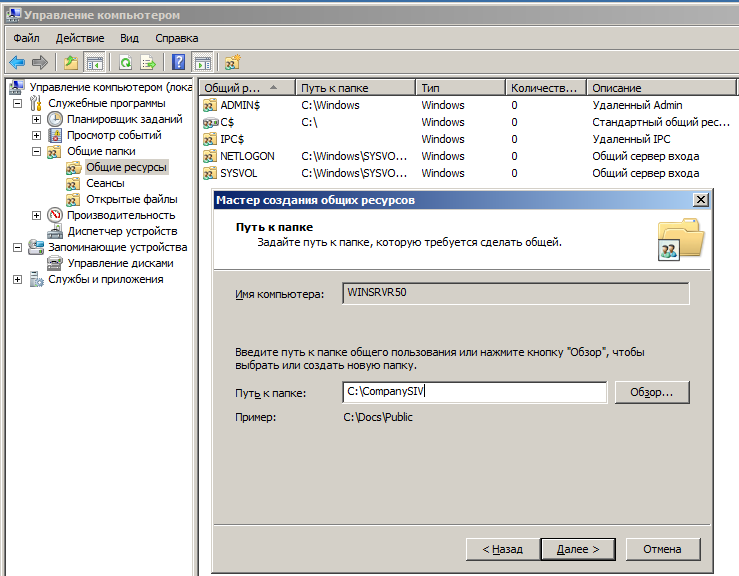 Управление компьютером
Файл Действие Вид Справка
Управление компьютером (лока
Служебные программы
Планировщик заданий
Просмотр событий
Общие папки
Общие ресурсы
Сеансы
Открытые файлы
Производительность
Диспетчер устройств
Запоминающие устройства
Управление дисками
Службы и приложения
Общий р... Путь к папке Тип Количеств... Описание
ADMIN$ C:\Windows Windows 0 Удаленный Admin
C$ C:\ Windows 0 Стандартный общий рес...
IPC$ Windows 0 Удаленный IPC
NETLOGON C:\Windows\SYSVO... Windows 0 Общий сервер входа
SYSVOL C:\Windows\SYSVO... Windows 0 Общий сервер входа
Мастер создания общих ресурсов
Путь к папке
Задайте путь к папке, которую требуется сделать общей.
Имя компьютера: WINSRVR50
Введите путь к папке общего пользования или нажмите кнопку "Обзор", чтобы
выбрать или создать новую папку.
Путь к папке: C:\CompanySIV Обзор...
Пример: C:\Docs\Public
< Назад Далее > Отмена